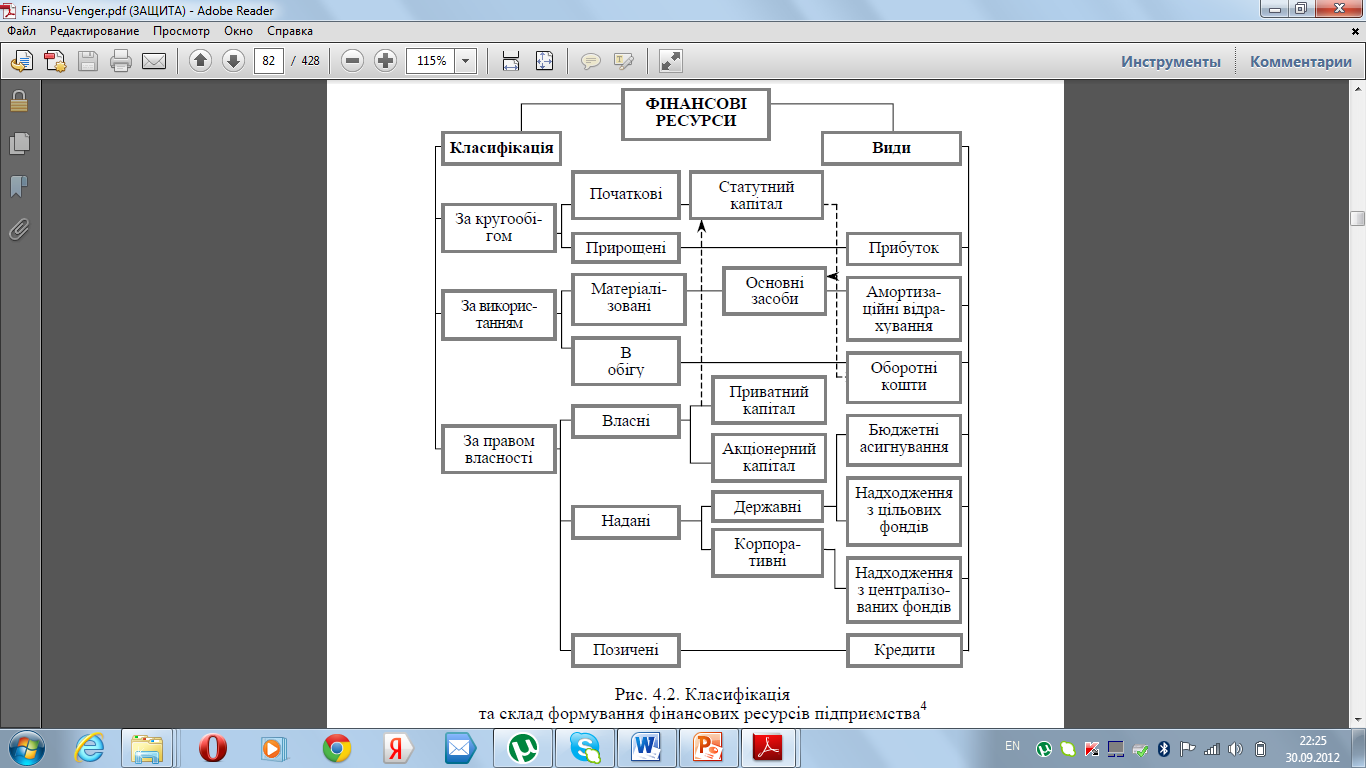 Finansu-Venger.pdf (ЗАЩИТА) - Adobe Reader
Файл Редактирование Просмотр Окно Справка
82 / 428 115% Инструменты Комментарии
ФІНАНСОВІ
РЕСУРСИ
Класифікація
Види
За кругообі-
гом
Початкові
Статутний
капітал
Прирощені
Прибуток
За викорис-
танням
Матеріалі-
зовані
Основні
засоби
Амортиза-
ційні відра-
хування
В
обігу
Оборотні
кошти
За правом
власності
Власні
Приватний
капітал
Акціонерний
капітал
Бюджетні
асигнування
Надані
Державні
Надходження
з цільових
фондів
Корпора-
тивні
Надходження
з централізо-
ваних фондів
Позичені
Кредити
Рис. 4.2. Класифікація
та склад формування фінансових ресурсів підприємства4
EN
22:25
30.09.2012